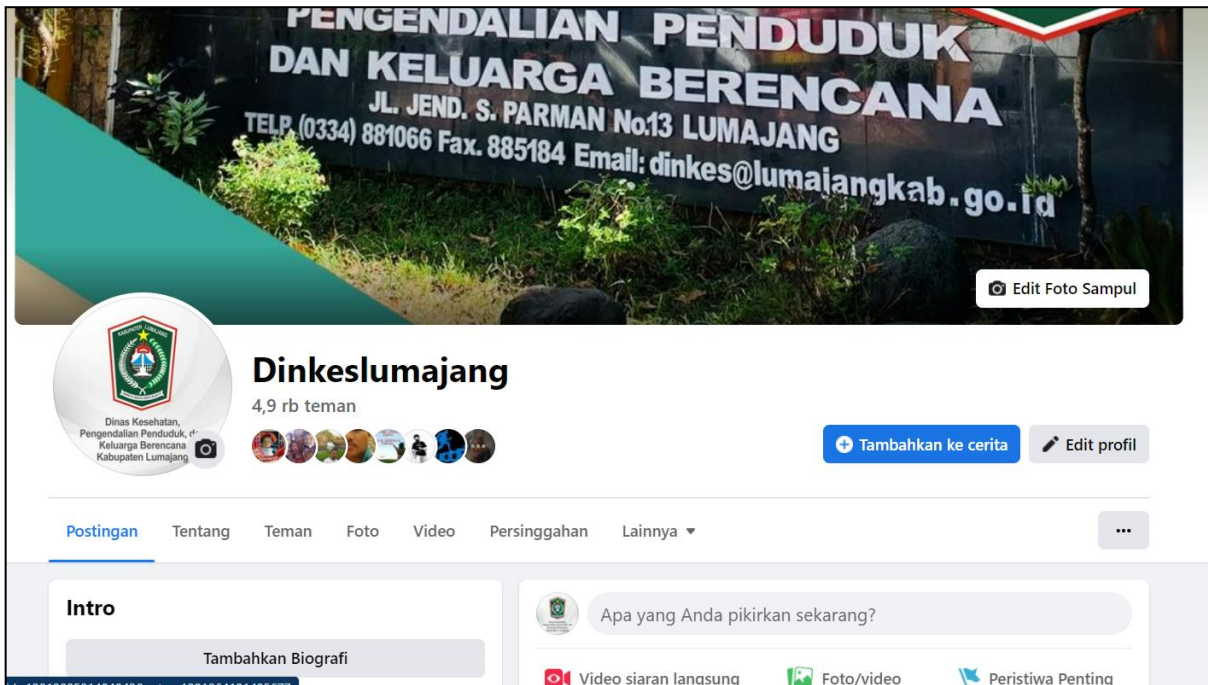 PENGENDALIAN PENDUDUK
DAN KELUARGA BERENCANA
JL. JEND. S. PARMAN No.13 LUMAJANG
TELP. (0334) 881066 Fax. 885184 Email: dinkes@lumajangkab.go.id
Edit Foto Sampul
KABUPATEN LUMAJANG
Dinas Kesehatan,
Pengendalian Penduduk, d
Keluarga Berencana
Kabupaten Lumajang
Dinkeslumajang
4,9 rb teman
Tambahkan ke cerita
Edit profil
Postingan Tentang Teman Foto Video Persinggahan Lainnya
Intro
Tambahkan Biografi
Apa yang Anda pikirkan sekarang?
Video siaran langsung Foto/video Peristiwa Penting